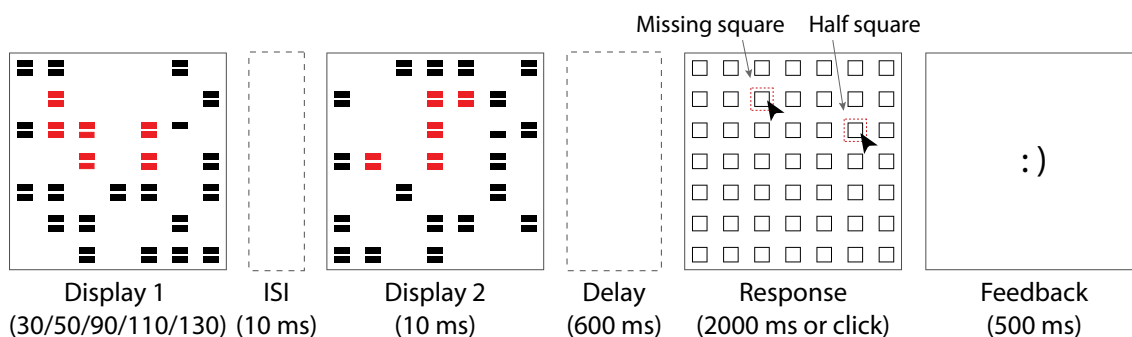 Missing square Half square
: )
Display 1 ISI Display 2 Delay Response Feedback
(30/50/90/110/130) (10 ms) (10 ms) (600 ms) (2000 ms or click) (500 ms)